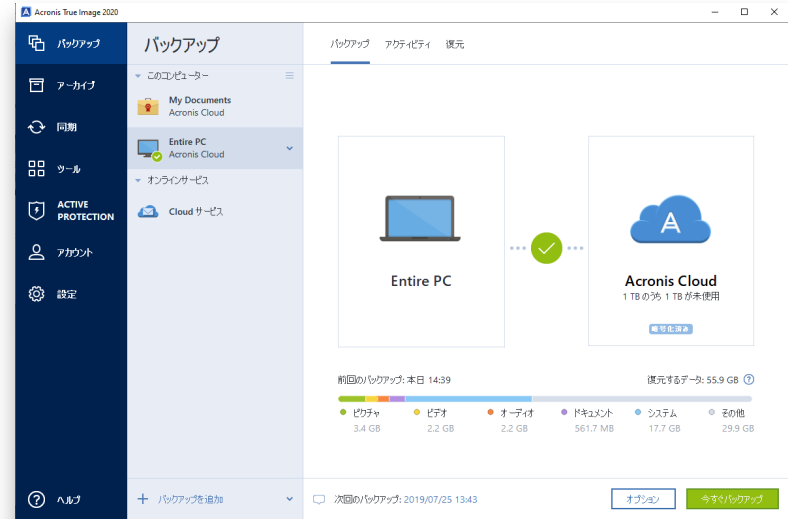 Acronis True Image 2020
バックアップ
アーカイブ
同期
ツール
ACTIVE
PROTECTION
アカウント
設定
ヘルプ
バックアップ
このコンピューター
My Documents
Acronis Cloud
Entire PC
Acronis Cloud
オンラインサービス
Cloud サービス
バックアップを追加
バックアップ アクティビティ 復元
Entire PC
Acronis Cloud
1 TB のうち 1 TB が未使用
暗号化済み
前回のバックアップ: 本日 14:39 復元するデータ: 55.9 GB
ピクチャ ビデオ オーディオ ドキュメント システム その他
3.4 GB 2.2 GB 2.2 GB 561.7 MB 17.7 GB 29.9 GB
次回のバックアップ: 2019/07/25 13:43 オプション 今すぐバックアップ